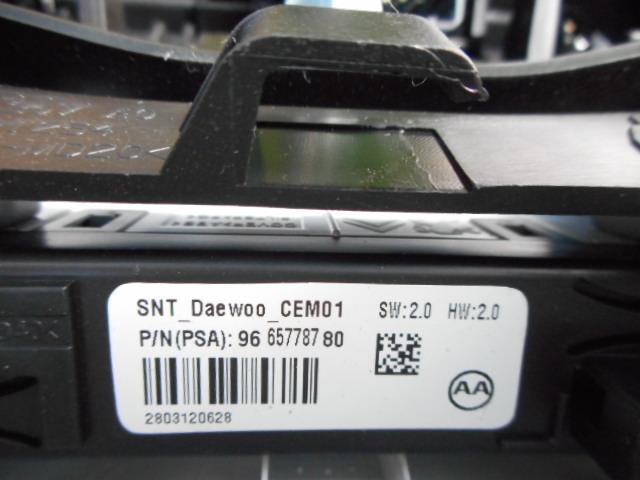 SNT_Daewoo_CEM01 SW:2.0 HW:2.0
P/N(PSA): 96 657787 80
2803120628
AA